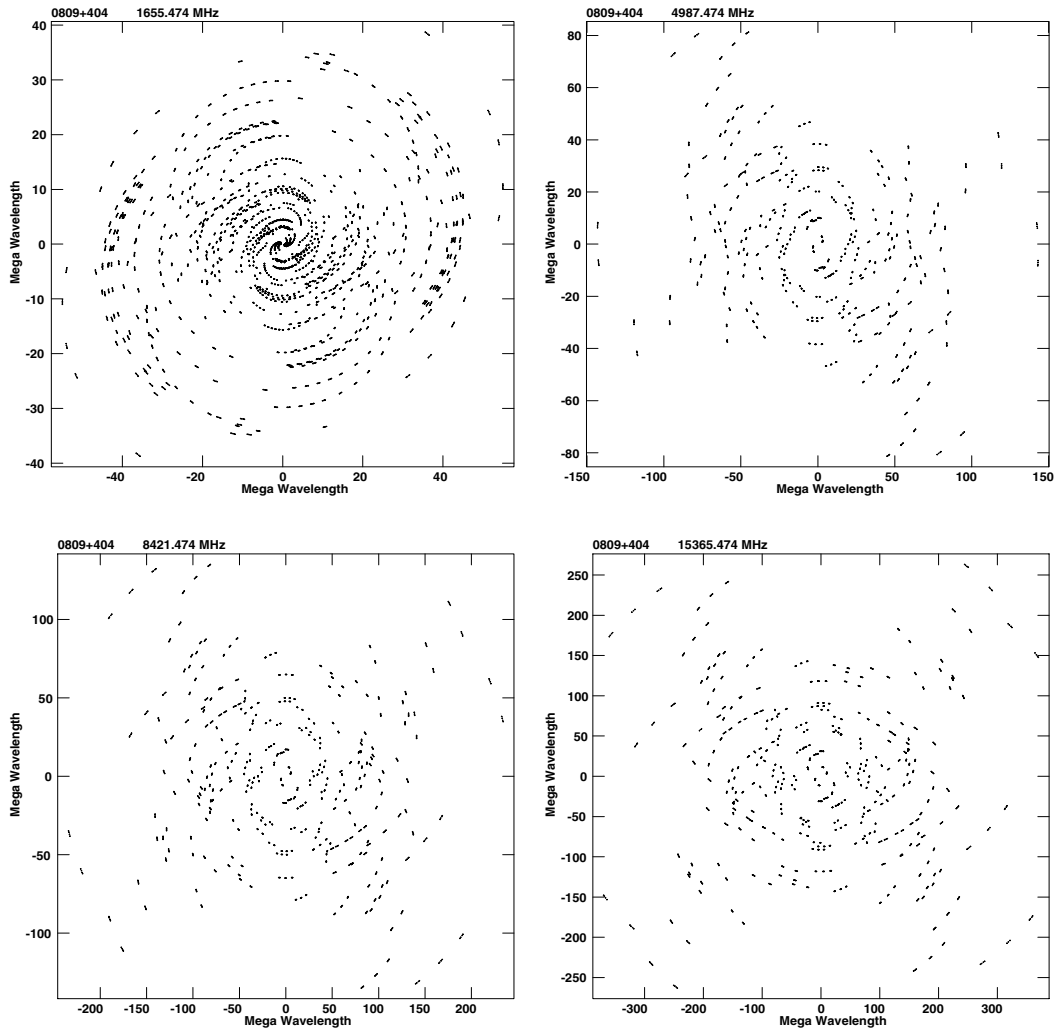 0809+404 1655.474 MHz
40
30
20
10
0
-10
-20
-30
-40
Mega Wavelength
-40 -20 0 20 40
Mega Wavelength
0809+404 4987.474 MHz
80
60
40
20
0
-20
-40
-60
-80
Mega Wavelength
-150 -100 -50 0 50 100 150
Mega Wavelength
0809+404 8421.474 MHz
100
50
0
-50
-100
Mega Wavelength
-200 -150 -100 -50 0 50 100 150 200
Mega Wavelength
0809+404 15365.474 MHz
250
200
150
100
50
0
-50
-100
-150
-200
-250
Mega Wavelength
-300 -200 -100 0 100 200 300
Mega Wavelength